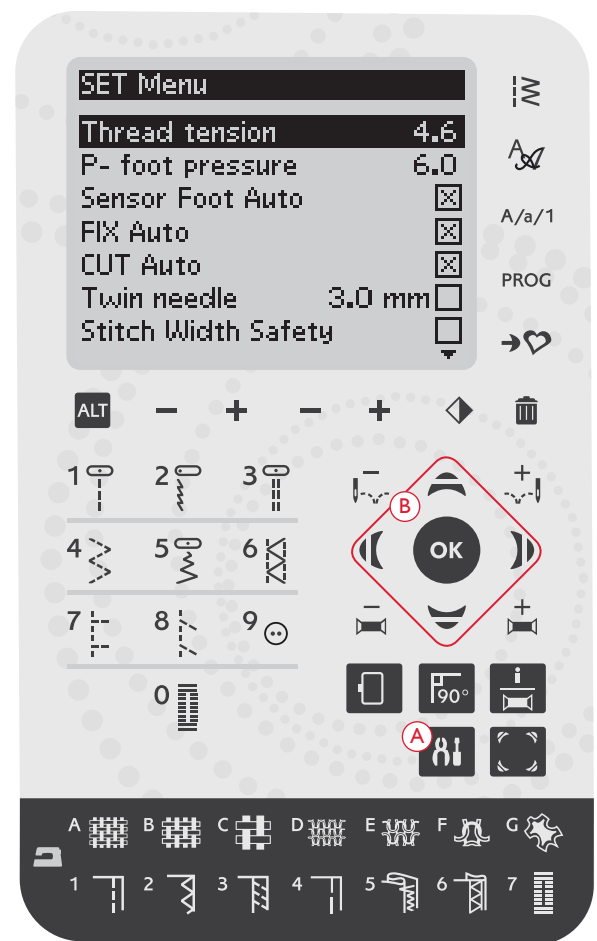 SET Menu
Thread tension 4.6
P- foot pressure 6.0
Sensor Foot Auto
FIX Auto
CUT Auto
Twin needle 3.0 mm
Stitch Width Safety
A
A/a/1
PROG
ALT − + − +
1 2 3
− +
B
4 5 6
OK
7 8 9
− +
0
90°
i
A
A B C D E F G
1 2 3 4 5 6 7